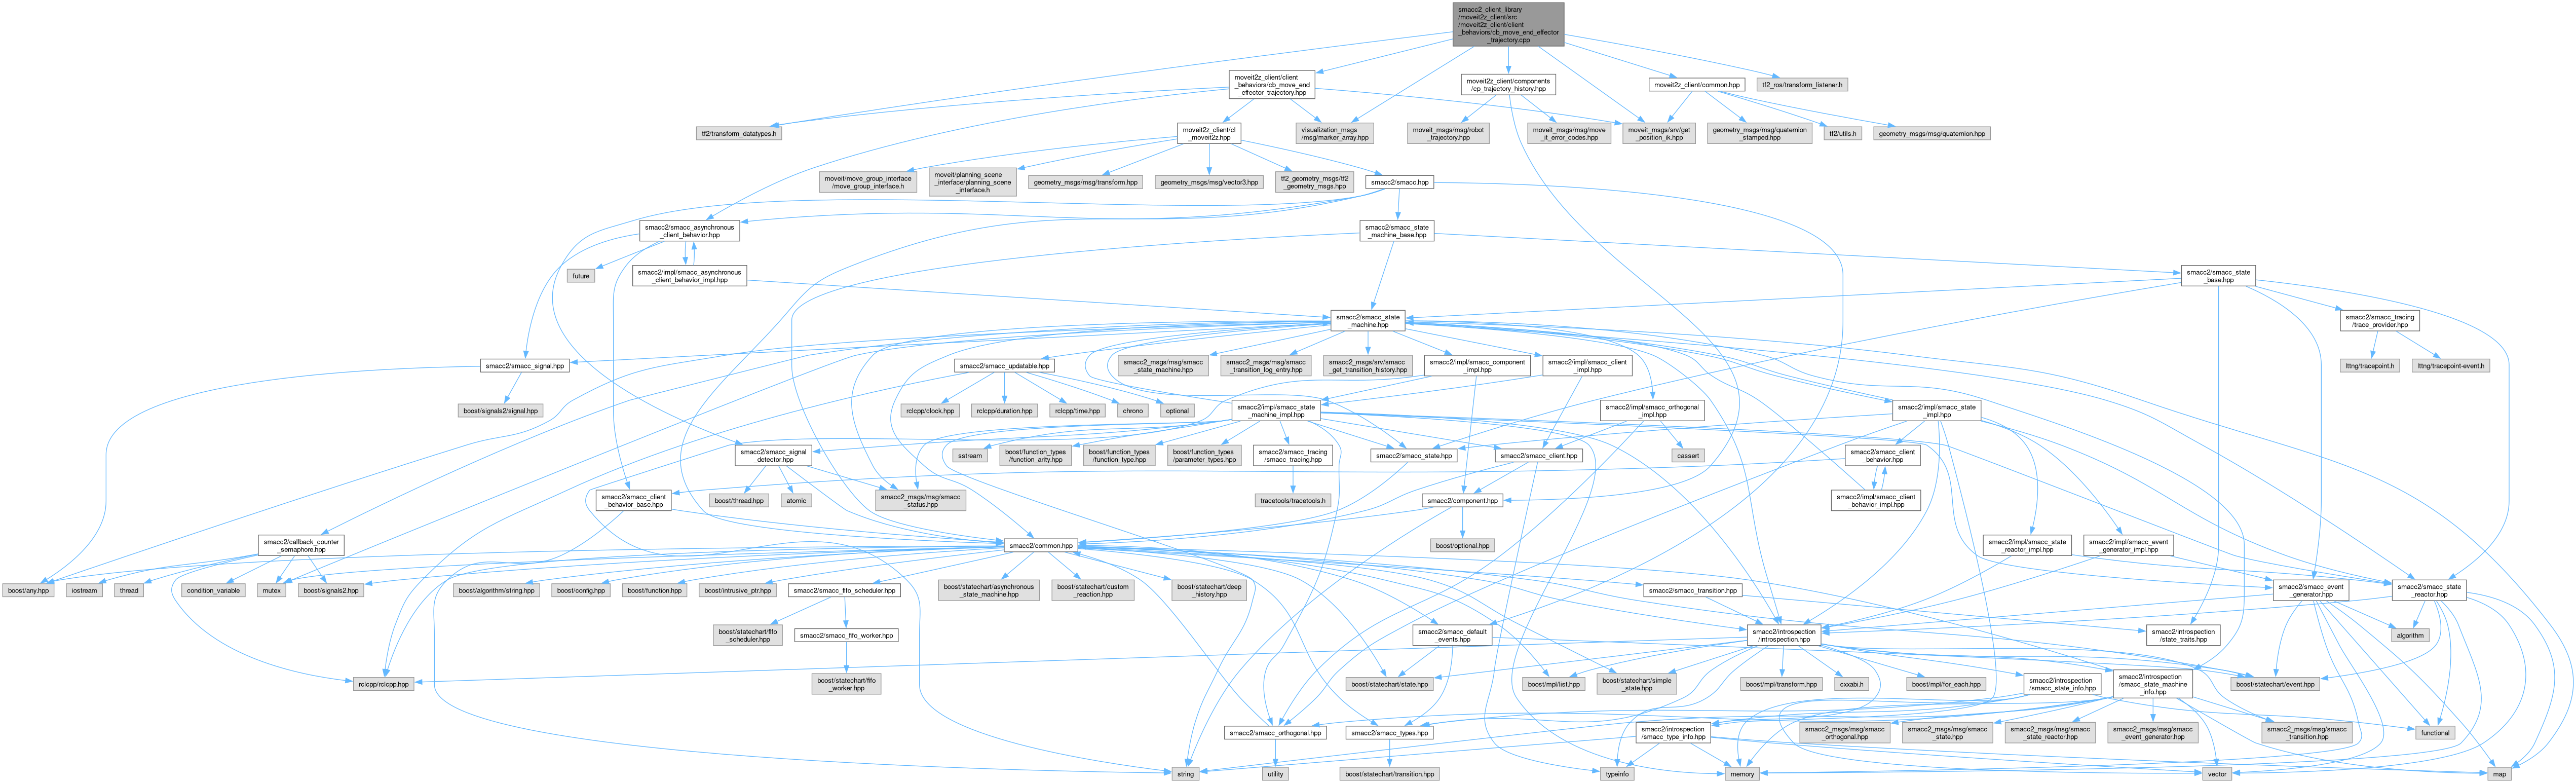 smacc2_client_library
/moveit2z_client/src
/moveit2z_client/client
_behaviors/cb_move_end_effector
_trajectory.cpp
moveit2z_client/client
_behaviors/cb_move_end
_effector_trajectory.hpp
moveit2z_client/components
/cp_trajectory_history.hpp
moveit2z_client/common.hpp
tf2_ros/transform_listener.h
tf2/transform_datatypes.h
moveit2z_client/cl
_moveit2z.hpp
visualization_msgs
/msg/marker_array.hpp
moveit_msgs/msg/robot
_trajectory.hpp
moveit_msgs/msg/move
_it_error_codes.hpp
moveit_msgs/srv/get
_position_ik.hpp
geometry_msgs/msg/quaternion
_stamped.hpp
tf2/utils.h
geometry_msgs/msg/quaternion.hpp
moveit/move_group_interface
/move_group_interface.h
moveit/planning_scene
_interface/planning_scene
_interface.h
geometry_msgs/msg/transform.hpp
geometry_msgs/msg/vector3.hpp
tf2_geometry_msgs/tf2
_geometry_msgs.hpp
smacc2/smacc.hpp
smacc2/smacc_asynchronous
_client_behavior.hpp
smacc2/smacc_state
_machine_base.hpp
future
smacc2/impl/smacc_asynchronous
_client_behavior_impl.hpp
smacc2/smacc_state
_base.hpp
smacc2/smacc_state
_machine.hpp
smacc2/smacc_tracing
/trace_provider.hpp
smacc2/smacc_signal.hpp
smacc2/smacc_updatable.hpp
smacc2_msgs/msg/smacc
_state_machine.hpp
smacc2_msgs/msg/smacc
_transition_log_entry.hpp
smacc2_msgs/srv/smacc
_get_transition_history.hpp
smacc2/impl/smacc_component
_impl.hpp
smacc2/impl/smacc_client
_impl.hpp
lttng/tracepoint.h
lttng/tracepoint-event.h
boost/signals2/signal.hpp
rclcpp/clock.hpp
rclcpp/duration.hpp
rclcpp/time.hpp
chrono
optional
smacc2/impl/smacc_state
_machine_impl.hpp
smacc2/impl/smacc_orthogonal
_impl.hpp
smacc2/impl/smacc_state
_impl.hpp
smacc2/smacc_signal
_detector.hpp
sstream
boost/function_types
/function_arity.hpp
boost/function_types
/function_type.hpp
boost/function_types
/parameter_types.hpp
smacc2/smacc_tracing
/smacc_tracing.hpp
smacc2/smacc_state.hpp
smacc2/smacc_client.hpp
cassert
smacc2/smacc_client
_behavior.hpp
smacc2/smacc_client
_behavior_base.hpp
boost/thread.hpp
atomic
smacc2_msgs/msg/smacc
_status.hpp
tracetools/tracetools.h
smacc2/component.hpp
smacc2/impl/smacc_client
_behavior_impl.hpp
smacc2/callback_counter
_semaphore.hpp
smacc2/common.hpp
boost/optional.hpp
smacc2/impl/smacc_state
_reactor_impl.hpp
smacc2/impl/smacc_event
_generator_impl.hpp
boost/any.hpp
iostream
thread
condition_variable
mutex
boost/signals2.hpp
boost/algorithm/string.hpp
boost/config.hpp
boost/function.hpp
boost/intrusive_ptr.hpp
smacc2/smacc_fifo_scheduler.hpp
boost/statechart/asynchronous
_state_machine.hpp
boost/statechart/custom
_reaction.hpp
boost/statechart/deep
_history.hpp
smacc2/smacc_transition.hpp
smacc2/smacc_event
_generator.hpp
smacc2/smacc_state
_reactor.hpp
boost/statechart/fifo
_scheduler.hpp
smacc2/smacc_fifo_worker.hpp
smacc2/smacc_default
_events.hpp
smacc2/introspection
/introspection.hpp
smacc2/introspection
/state_traits.hpp
algorithm
rclcpp/rclcpp.hpp
boost/statechart/fifo
_worker.hpp
boost/statechart/state.hpp
boost/mpl/list.hpp
boost/statechart/simple
_state.hpp
boost/mpl/transform.hpp
cxxabi.h
boost/mpl/for_each.hpp
smacc2/introspection
/smacc_state_info.hpp
smacc2/introspection
/smacc_state_machine
_info.hpp
boost/statechart/event.hpp
smacc2/smacc_orthogonal.hpp
smacc2/smacc_types.hpp
smacc2/introspection
/smacc_type_info.hpp
smacc2_msgs/msg/smacc
_orthogonal.hpp
smacc2_msgs/msg/smacc
_state.hpp
smacc2_msgs/msg/smacc
_state_reactor.hpp
smacc2_msgs/msg/smacc
_event_generator.hpp
smacc2_msgs/msg/smacc
_transition.hpp
functional
string
utility
boost/statechart/transition.hpp
typeinfo
memory
vector
map